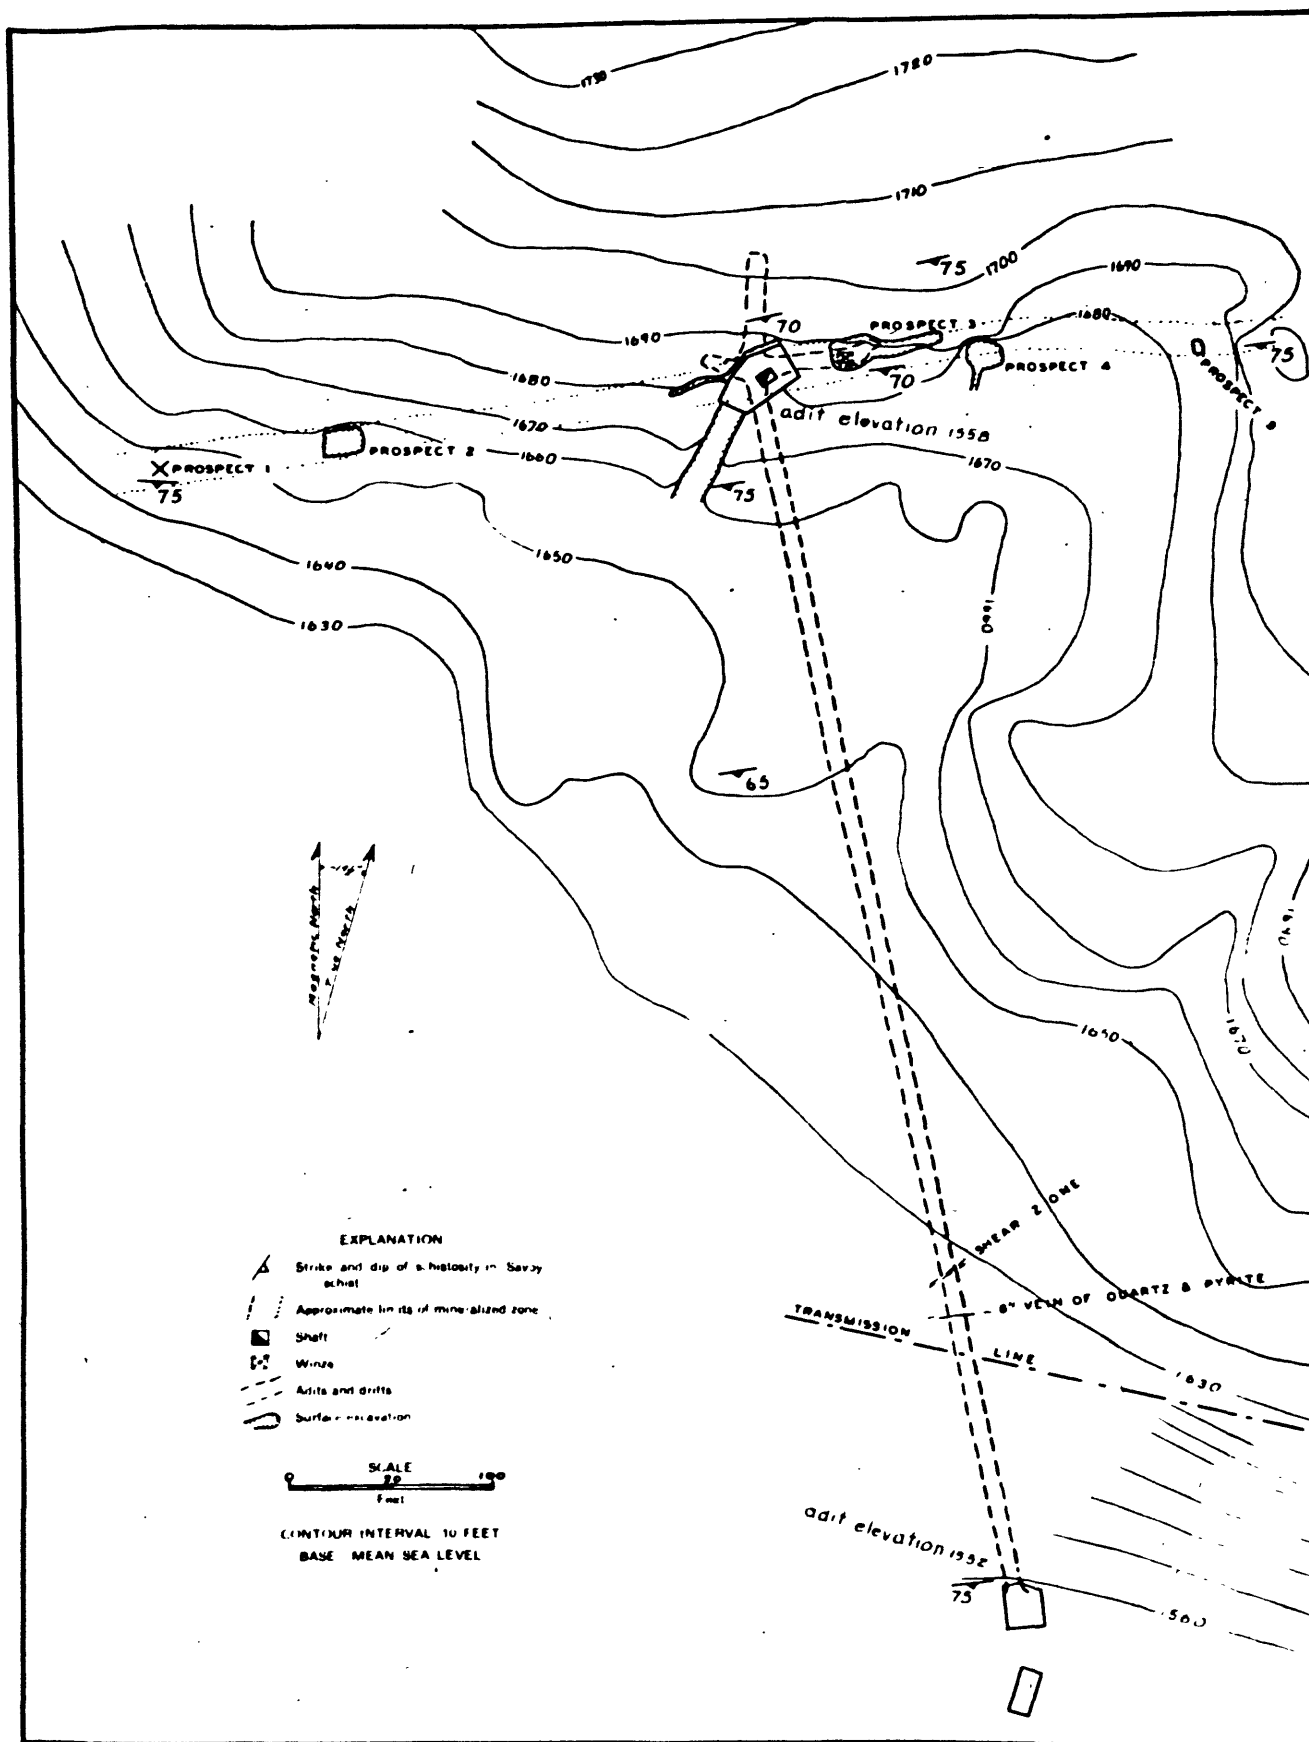 1730
1720
1710
1700
75
1690
1680
70
PROSPECT 3
1690
75
1680
70
PROSPECT 4
PROSPECT
adit elevation 1558
1670
PROSPECT 2
1660
1670
PROSPECT 1
75
75
1650
1640
1660
1630
65
Magnetic North
True North
1690
1650
1670
SHEAR ZONE
6" VEIN OF QUARTZ & PYRITE
TRANSMISSION
LINE
1630
EXPLANATION
Strike and dip of schistosity in Savoy
schist
Approximate limits of mineralized zone
Shaft
Winze
Adits and drifts
Surface excavation
SCALE
0 50 100
Feet
CONTOUR INTERVAL 10 FEET
BASE MEAN SEA LEVEL
adit elevation 1552
75
1560